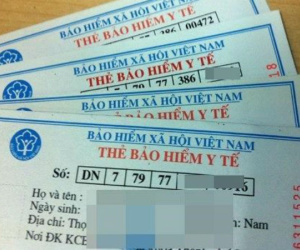 386 00472
BẢO HIỂM XÃ HỘI VIỆT NAM
THẺ BẢO HIỂM Y TẾ
7 79 77 386
BẢO HIỂM XÃ HỘI VIỆT NAM
THẺ BẢO HIỂM Y TẾ
BẢO HIỂM XÃ HỘI VIỆT NAM
THẺ BẢO HIỂM Y TẾ
BẢO HIỂM XÃ HỘI VIỆT NAM
THẺ BẢO HIỂM Y TẾ
Số: DN 7 79 77
Họ và tên:
Ngày sinh:
Địa chỉ: Nam
Nơi ĐK KCB